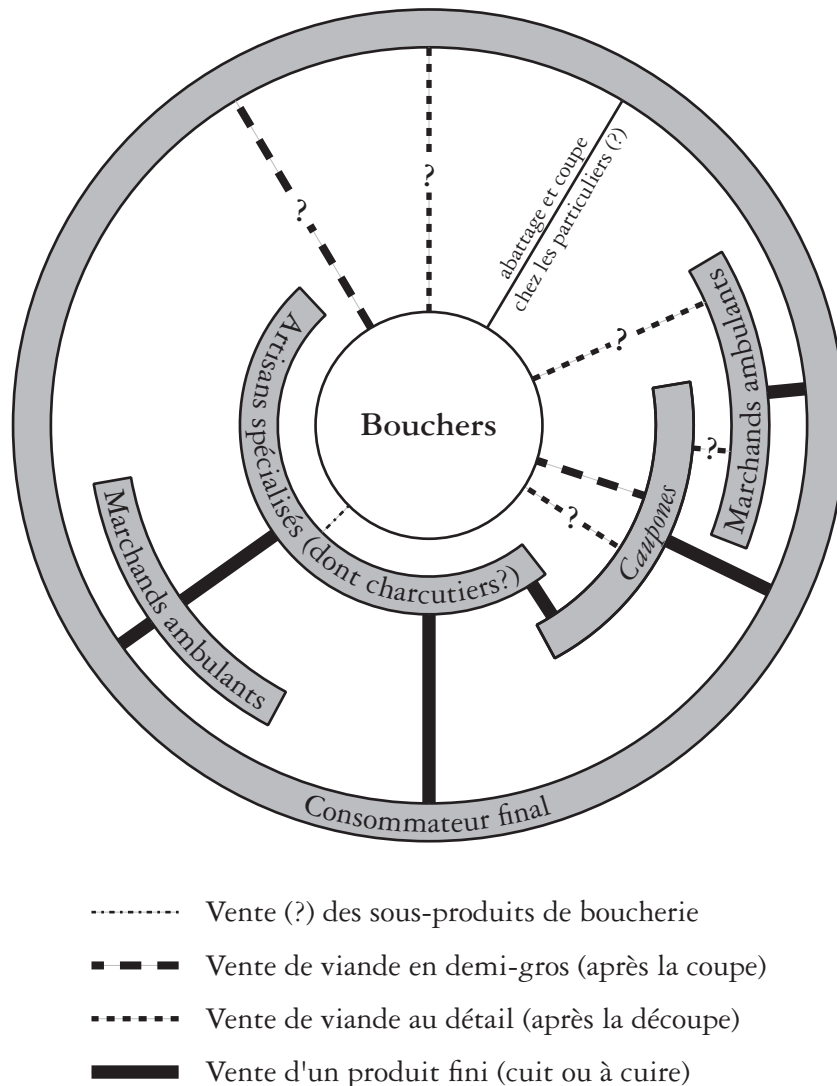 ?
?
abattage et coupe
chez les particuliers (?)
Marchands ambulants
?
Artisans spécialisés (dont charcutiers?)
Bouchers
?
Caupones
?
Marchands ambulants
Consommateur final
Vente (?) des sous-produits de boucherie
Vente de viande en demi-gros (après la coupe)
Vente de viande au détail (après la découpe)
Vente d'un produit fini (cuit ou à cuire)